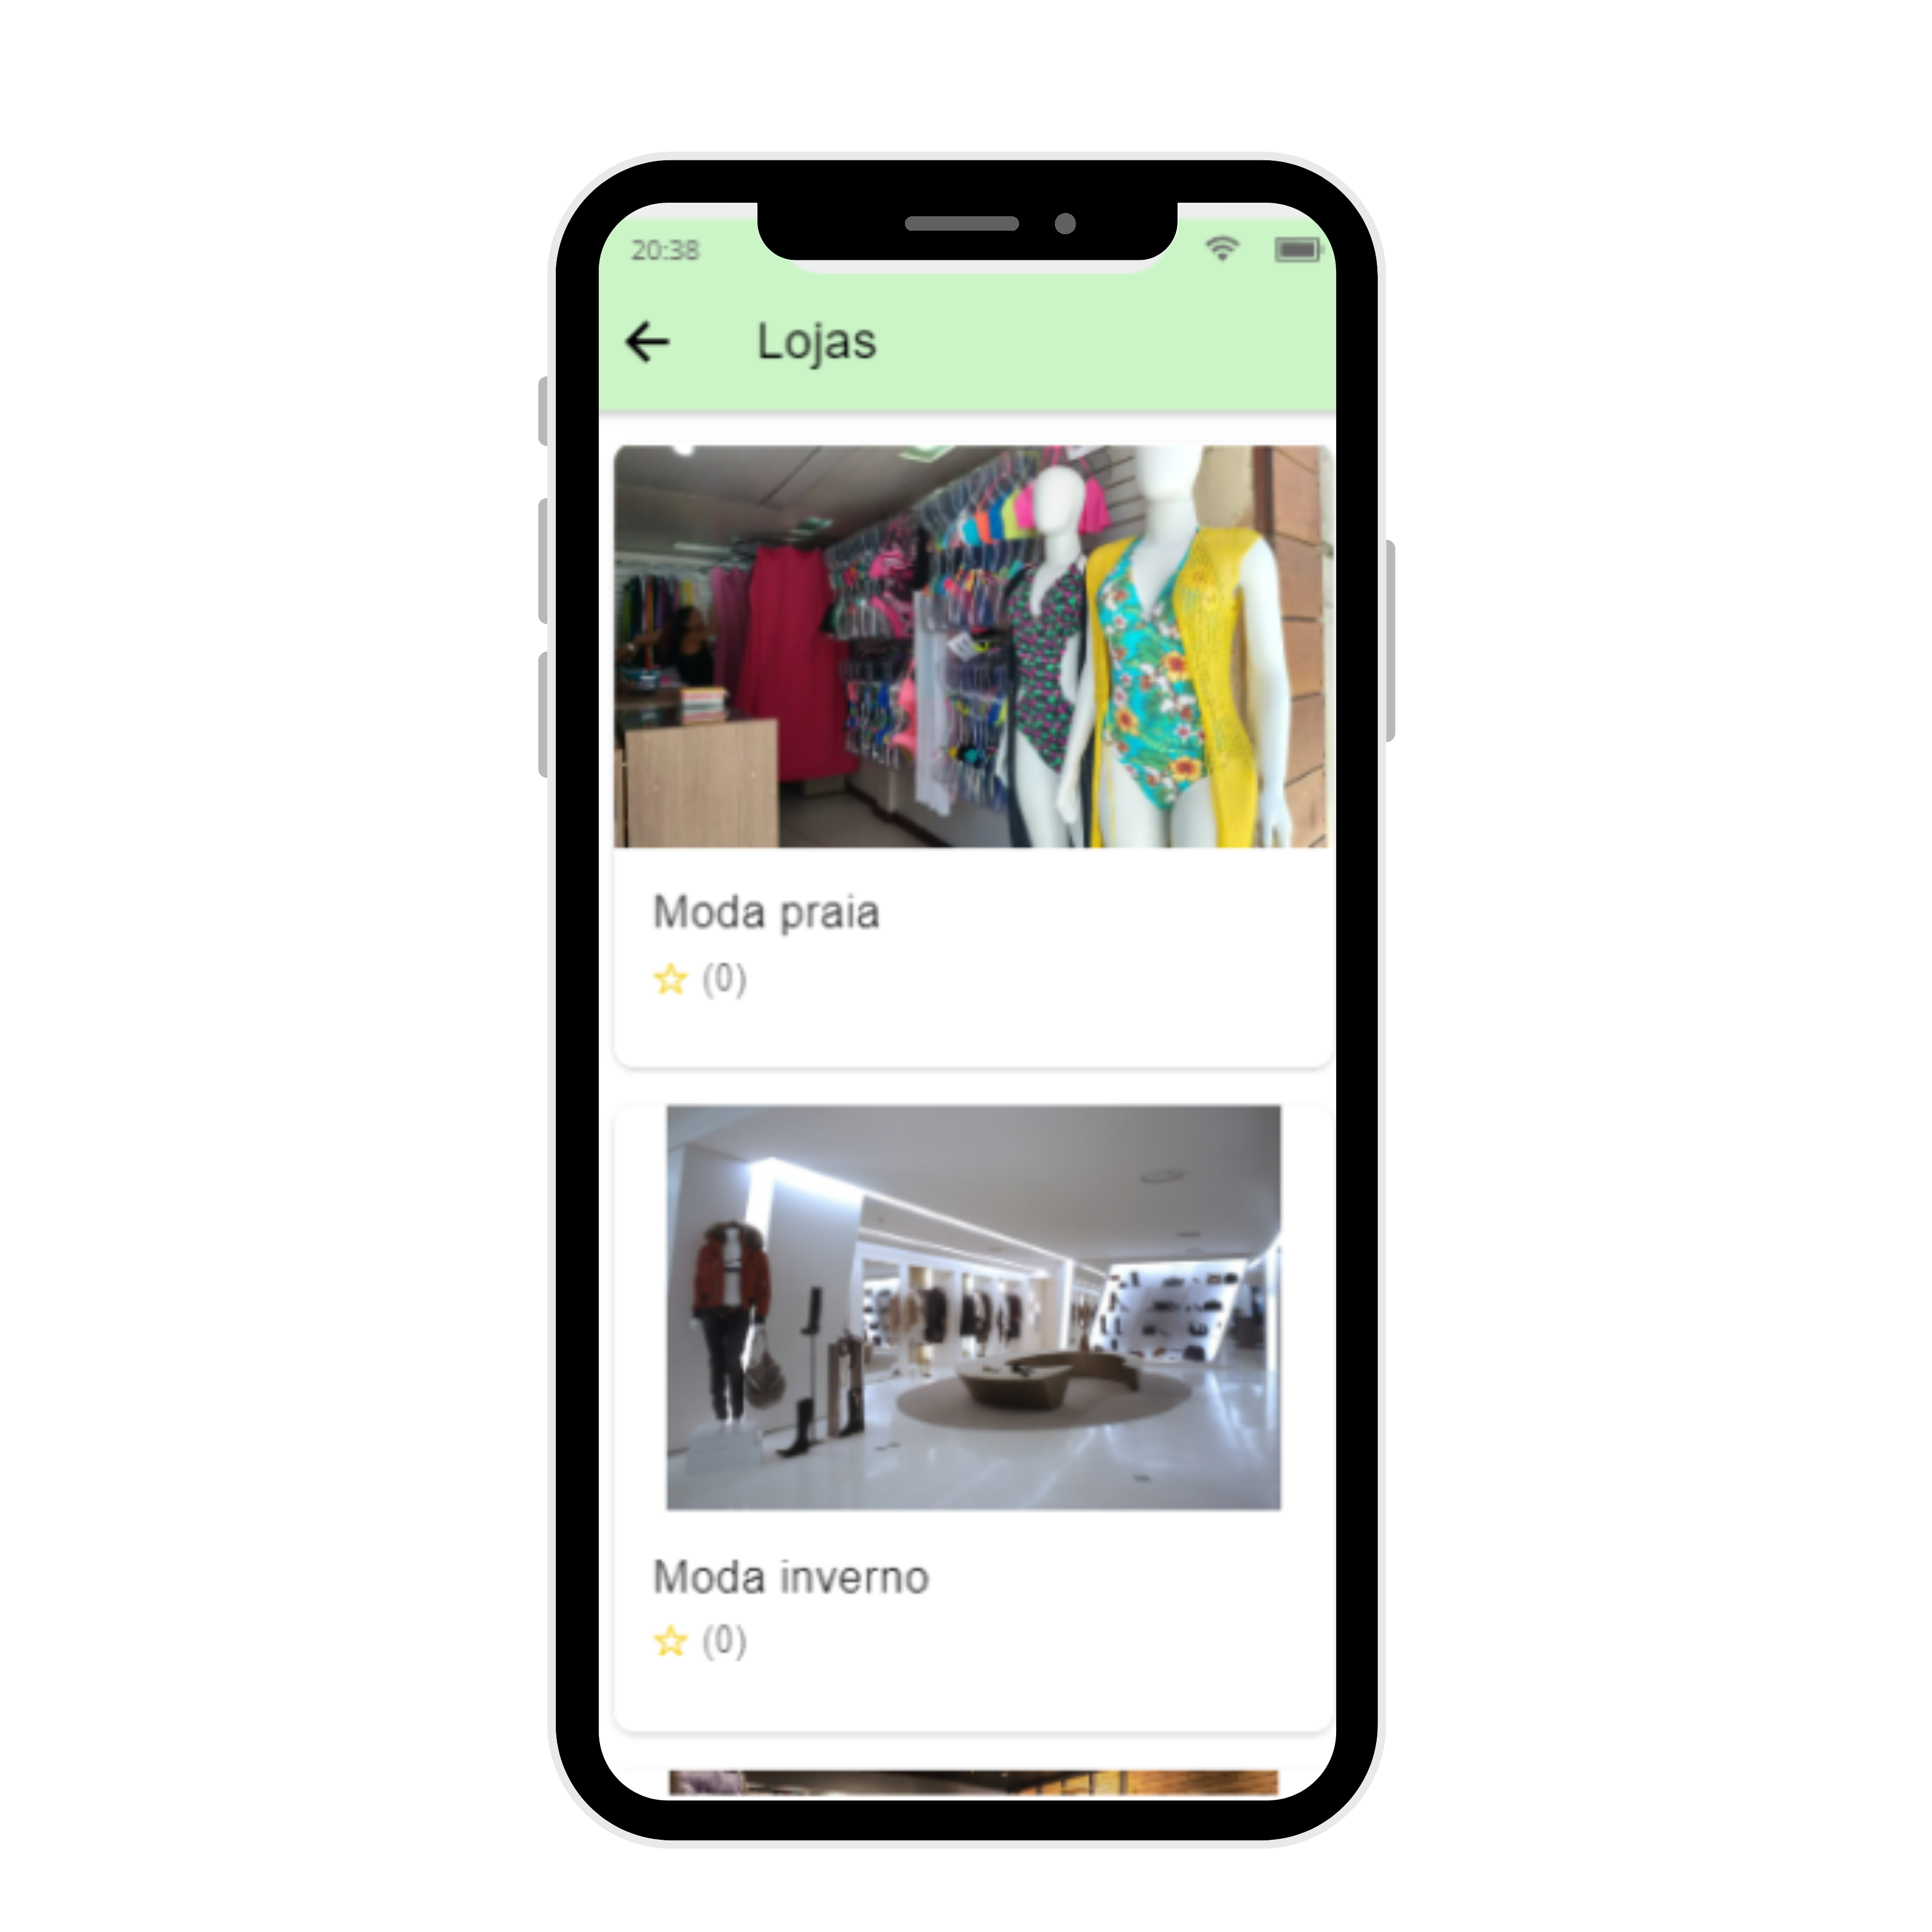 20:38
Lojas
Moda praia
(0)
Moda inverno
(0)